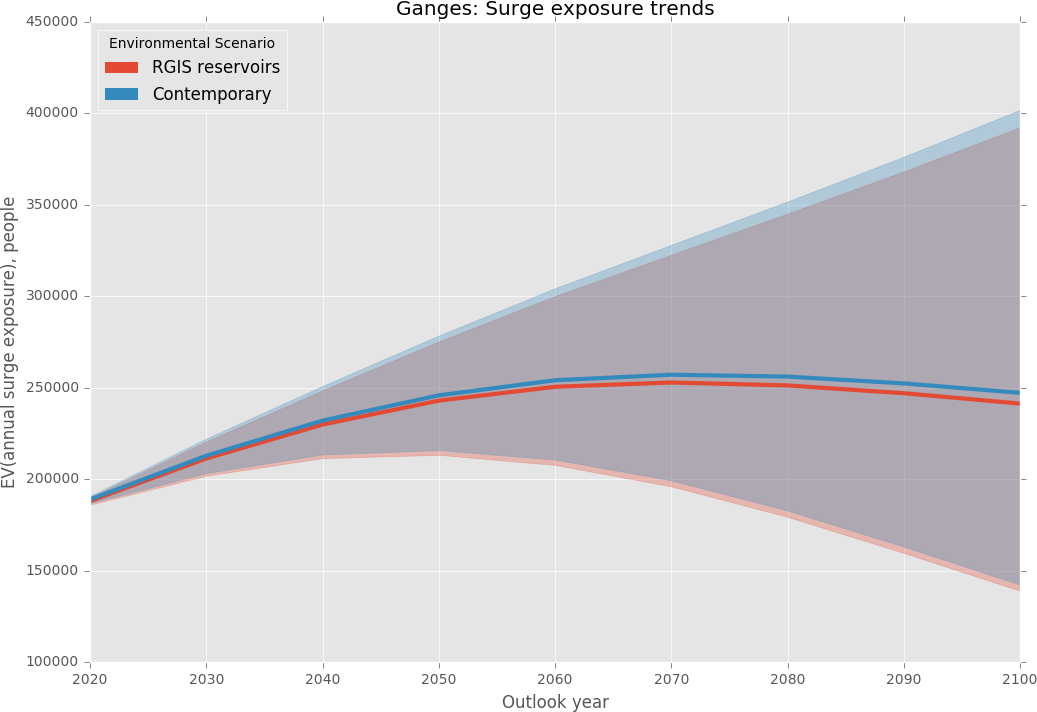 Ganges: Surge exposure trends
450000
400000
350000
300000
250000
200000
150000
100000
EV(annual surge exposure), people
Environmental Scenario
RGIS reservoirs
Contemporary
2020 2030 2040 2050 2060 2070 2080 2090 2100
Outlook year